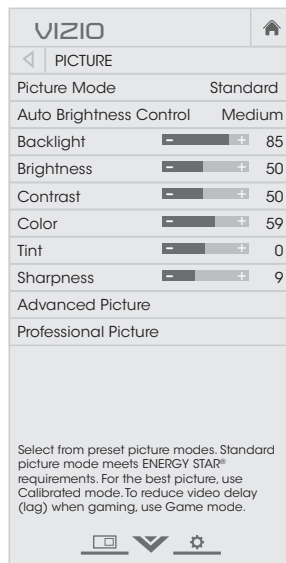 VIZIO
PICTURE
Picture Mode Standard
Auto Brightness Control Medium
Backlight - + 85
Brightness - + 50
Contrast - + 50
Color - + 59
Tint - + 0
Sharpness - + 9
Advanced Picture
Professional Picture
Select from preset picture modes. Standard
picture mode meets ENERGY STAR®
requirements. For the best picture, use
Calibrated mode. To reduce video delay
(lag) when gaming, use Game mode.